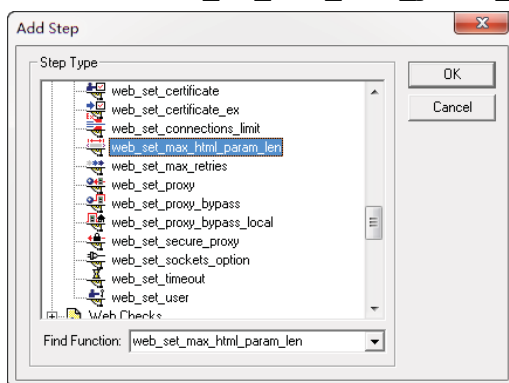 Add Step
Step Type
web_set_certificate
web_set_certificate_ex
web_set_connections_limit
web_set_max_html_param_len
web_set_max_retries
web_set_proxy
web_set_proxy_bypass
web_set_proxy_bypass_local
web_set_secure_proxy
web_set_sockets_option
web_set_timeout
web_set_user
Web Checks
Find Function: web_set_max_html_param_len
OK
Cancel